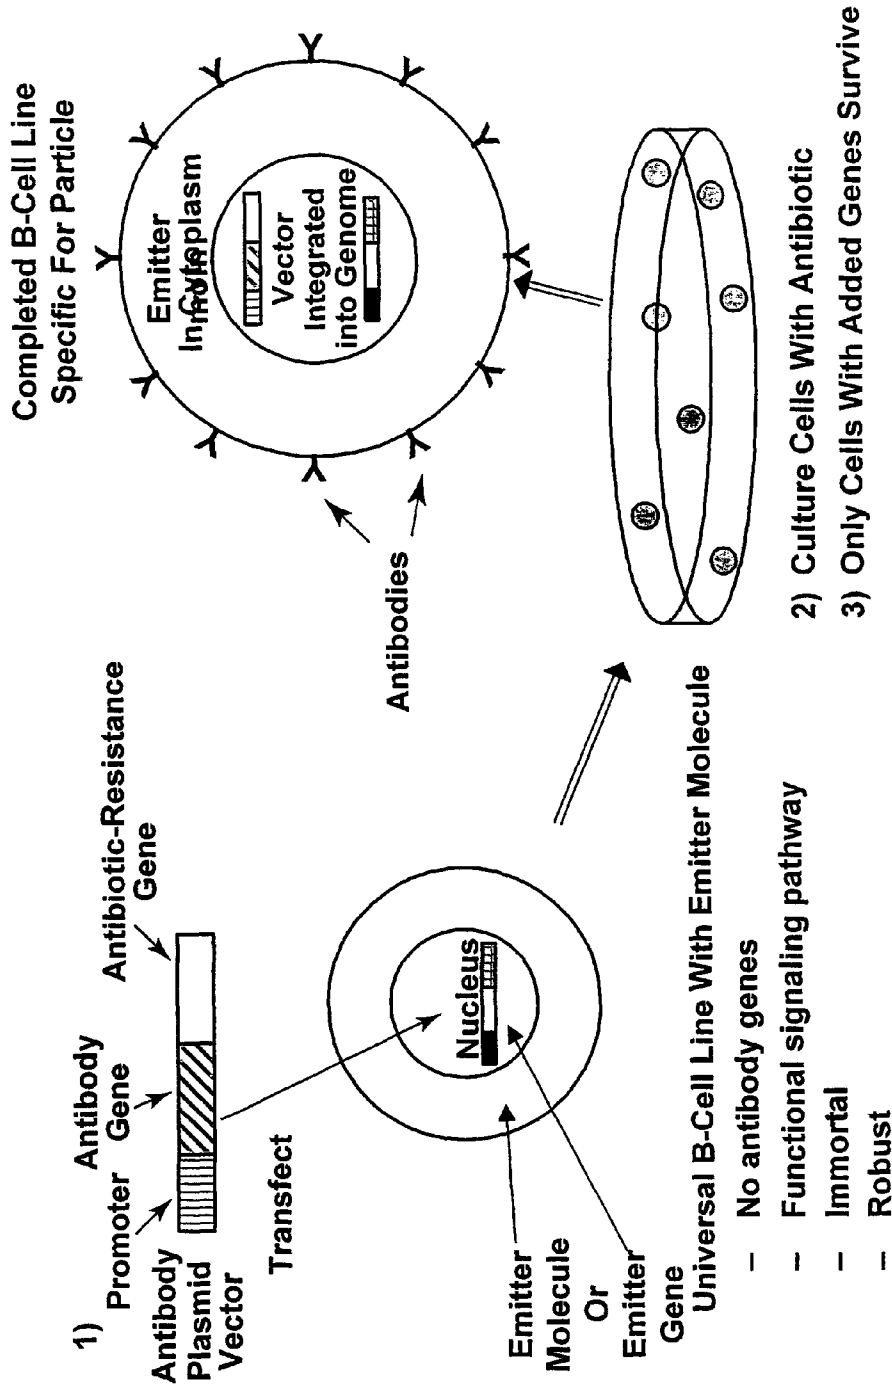 1)
Promoter
Antibody
Gene
Antibiotic-Resistance
Gene
Antibody
Plasmid
Vector
Transfect
Nucleus
Emitter
Molecule
Or
Emitter
Gene
Universal B-Cell Line With Emitter Molecule
– No antibody genes
– Functional signaling pathway
– Immortal
– Robust
2) Culture Cells With Antibiotic
3) Only Cells With Added Genes Survive
Antibodies
Completed B-Cell Line
Specific For Particle
Emitter
In Cytoplasm
Vector
Integrated
into Genome